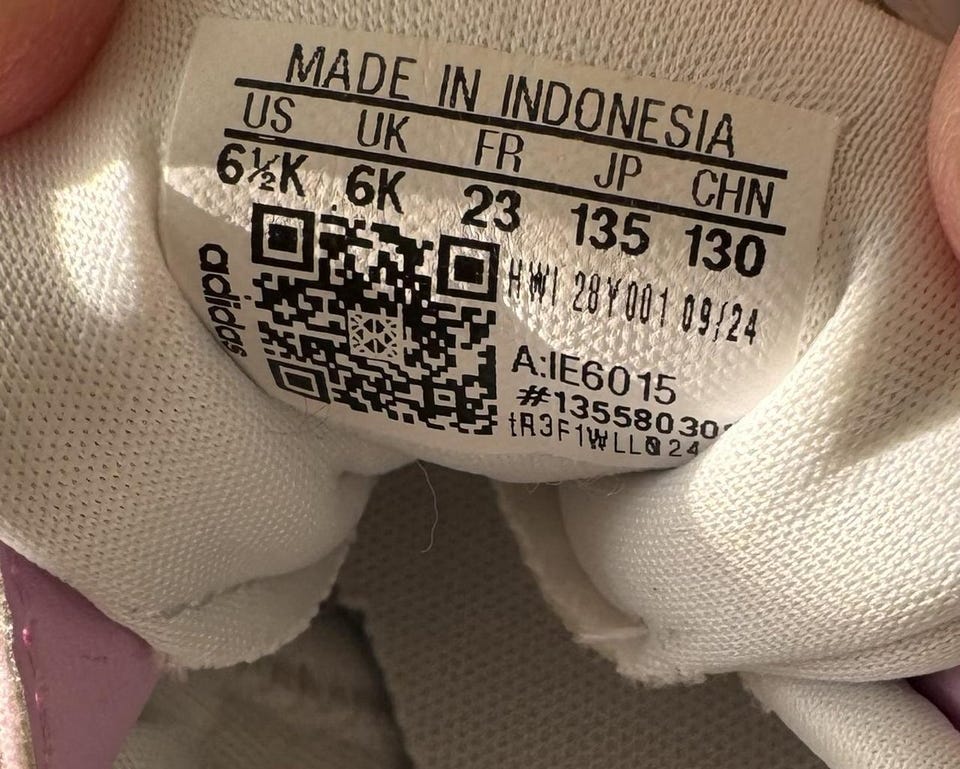 MADE IN INDONESIA
US UK FR JP CHN
6½K 6K 23 135 130
HWI 28Y001 09/24
adidas
A:IE6015
#13558030